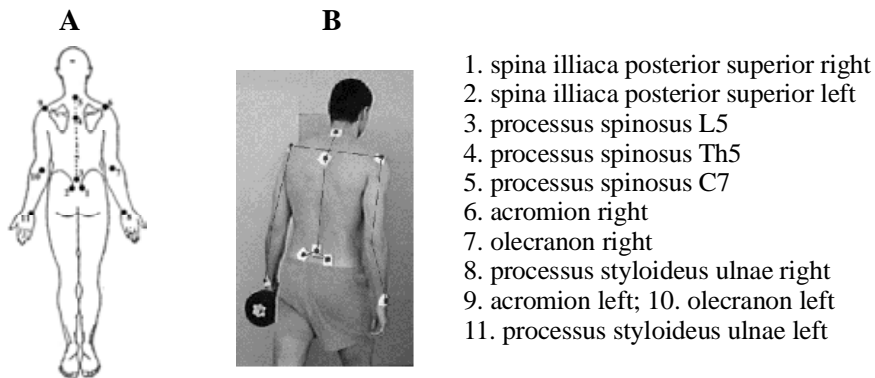 A
B
1. spina illiaca posterior superior right
2. spina illiaca posterior superior left
3. processus spinosus L5
4. processus spinosus Th5
5. processus spinosus C7
6. acromion right
7. olecranon right
8. processus styloideus ulnae right
9. acromion left; 10. olecranon left
11. processus styloideus ulnae left